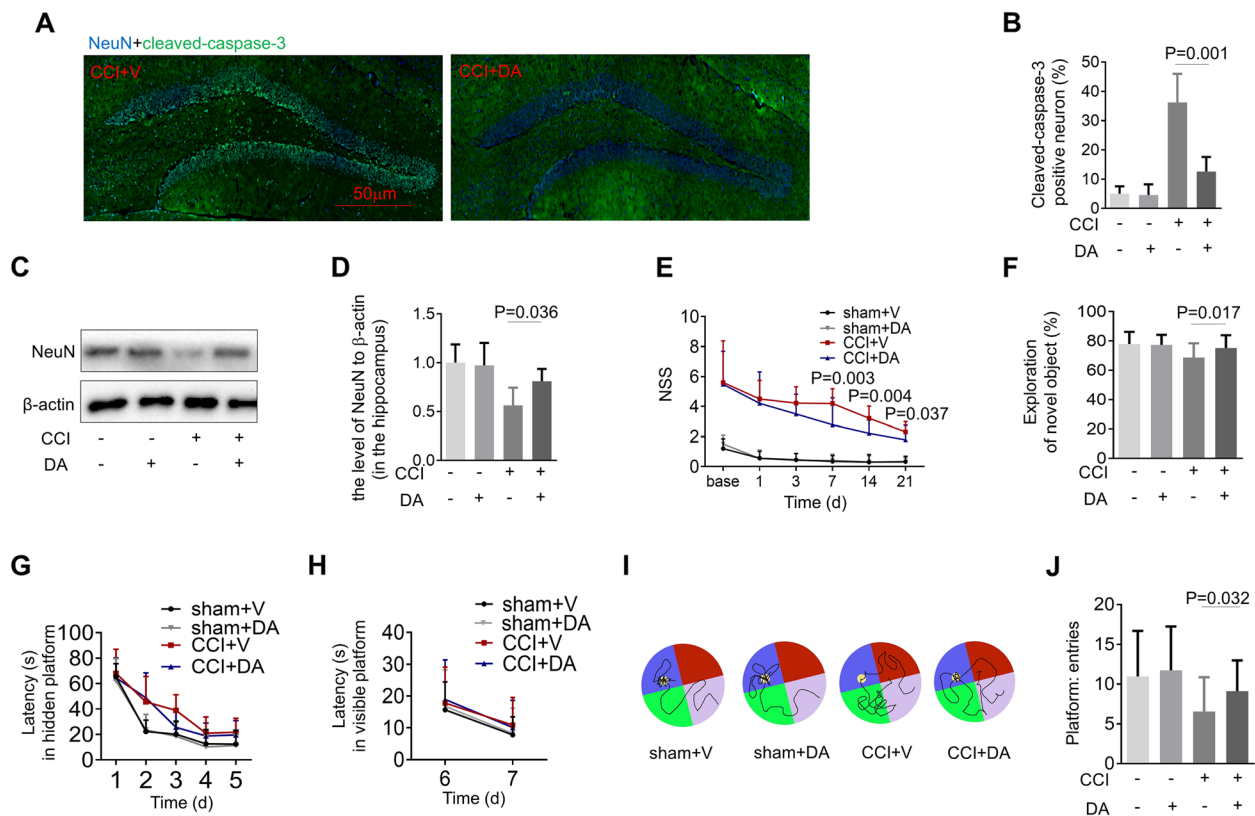 A
NeuN+cleaved-caspase-3
CCI+V
CCI+DA
50μm
B
P=0.001
Cleaved-caspase-3
positive neuron (%)
50
40
30
20
10
0
CCI - - + +
DA - + - +
C
NeuN
β-actin
CCI - - + +
DA - + - +
D
P=0.036
the level of NeuN to β-actin
(in the hippocampus)
1.5
1.0
0.5
0.0
CCI - - + +
DA - + - +
E
sham+V
sham+DA
CCI+V
CCI+DA
P=0.003
P=0.004
P=0.037
NSS
10
8
6
4
2
0
base 1 3 7 14 21
Time (d)
F
P=0.017
Exploration
of novel object (%)
100
80
60
40
20
0
CCI - - + +
DA - + - +
G
sham+V
sham+DA
CCI+V
CCI+DA
Latency (s)
in hidden platform
100
80
60
40
20
0
1 2 3 4 5
Time (d)
H
sham+V
sham+DA
CCI+V
CCI+DA
Latency (s)
in visible platform
40
30
20
10
0
6 7
Time (d)
I
sham+V
sham+DA
CCI+V
CCI+DA
J
P=0.032
Platform: entries
20
15
10
5
0
CCI - - + +
DA - + - +